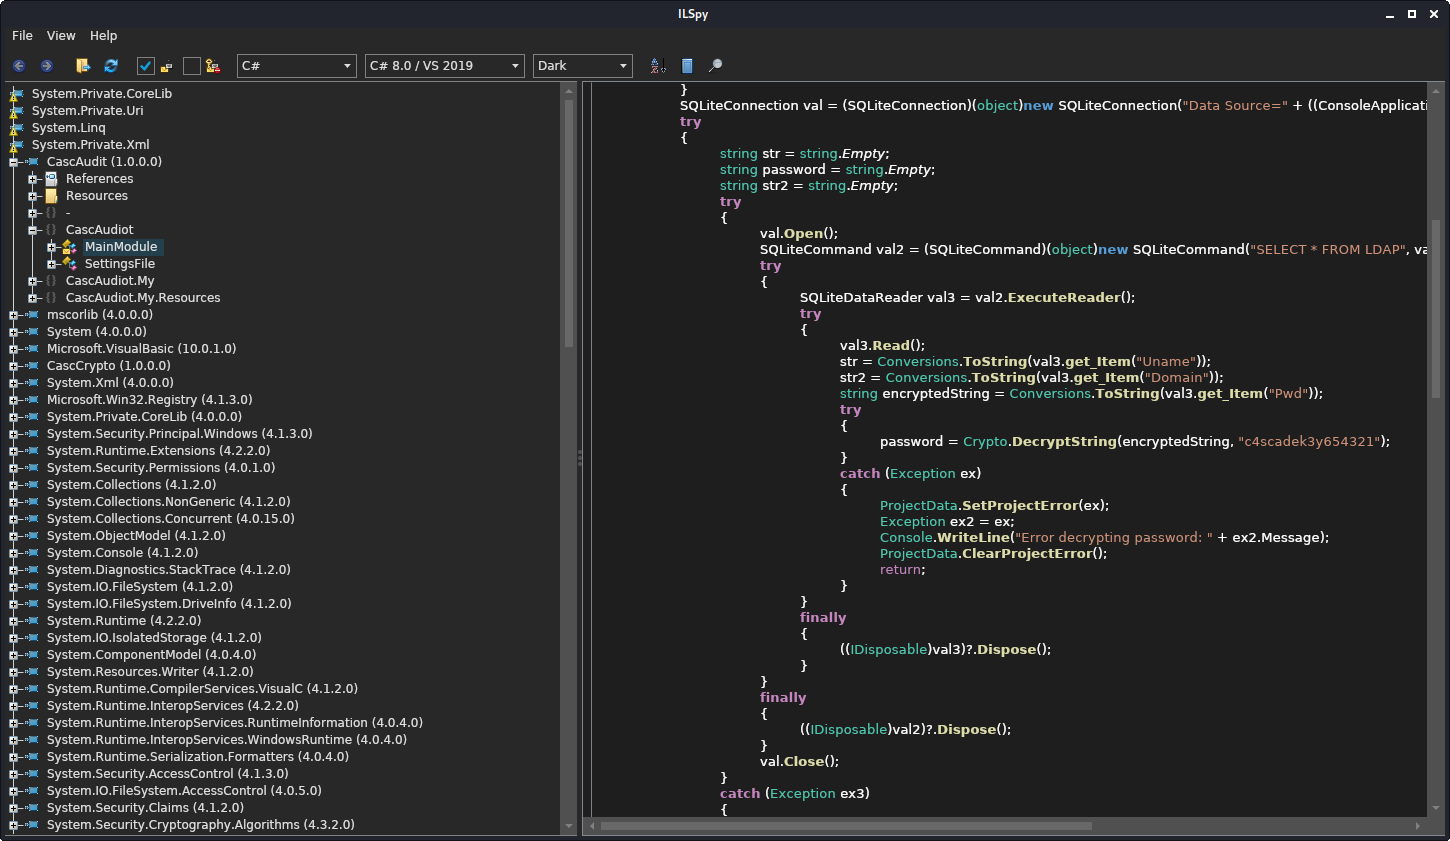 ILSpy
File View Help
C# C# 8.0 / VS 2019 Dark
System.Private.CoreLib
System.Private.Uri
System.Linq
System.Private.Xml
CascAudit (1.0.0.0)
References
Resources
-
CascAudiot
MainModule
SettingsFile
CascAudiot.My
CascAudiot.My.Resources
mscorlib (4.0.0.0)
System (4.0.0.0)
Microsoft.VisualBasic (10.0.1.0)
CascCrypto (1.0.0.0)
System.Xml (4.0.0.0)
Microsoft.Win32.Registry (4.1.3.0)
System.Private.CoreLib (4.0.0.0)
System.Security.Principal.Windows (4.1.3.0)
System.Runtime.Extensions (4.2.2.0)
System.Security.Permissions (4.0.1.0)
System.Collections (4.1.2.0)
System.Collections.NonGeneric (4.1.2.0)
System.Collections.Concurrent (4.0.15.0)
System.ObjectModel (4.1.2.0)
System.Console (4.1.2.0)
System.Diagnostics.StackTrace (4.1.2.0)
System.IO.FileSystem (4.1.2.0)
System.IO.FileSystem.DriveInfo (4.1.2.0)
System.Runtime (4.2.2.0)
System.IO.IsolatedStorage (4.1.2.0)
System.ComponentModel (4.0.4.0)
System.Resources.Writer (4.1.2.0)
System.Runtime.CompilerServices.VisualC (4.1.2.0)
System.Runtime.InteropServices (4.2.2.0)
System.Runtime.InteropServices.RuntimeInformation (4.0.4.0)
System.Runtime.InteropServices.WindowsRuntime (4.0.4.0)
System.Runtime.Serialization.Formatters (4.0.4.0)
System.Security.AccessControl (4.1.3.0)
System.IO.FileSystem.AccessControl (4.0.5.0)
System.Security.Claims (4.1.2.0)
System.Security.Cryptography.Algorithms (4.3.2.0)
}
SQLiteConnection val = (SQLiteConnection)(object)new SQLiteConnection("Data Source=" + ((ConsoleApplicati
try
{
string str = string.Empty;
string password = string.Empty;
string str2 = string.Empty;
try
{
val.Open();
SQLiteCommand val2 = (SQLiteCommand)(object)new SQLiteCommand("SELECT * FROM LDAP", va
try
{
SQLiteDataReader val3 = val2.ExecuteReader();
try
{
val3.Read();
str = Conversions.ToString(val3.get_Item("Uname"));
str2 = Conversions.ToString(val3.get_Item("Domain"));
string encryptedString = Conversions.ToString(val3.get_Item("Pwd"));
try
{
password = Crypto.DecryptString(encryptedString, "c4scadek3y654321");
}
catch (Exception ex)
{
ProjectData.SetProjectError(ex);
Exception ex2 = ex;
Console.WriteLine("Error decrypting password: " + ex2.Message);
ProjectData.ClearProjectError();
return;
}
}
finally
{
((IDisposable)val3)?.Dispose();
}
}
finally
{
((IDisposable)val2)?.Dispose();
}
val.Close();
}
catch (Exception ex3)
{